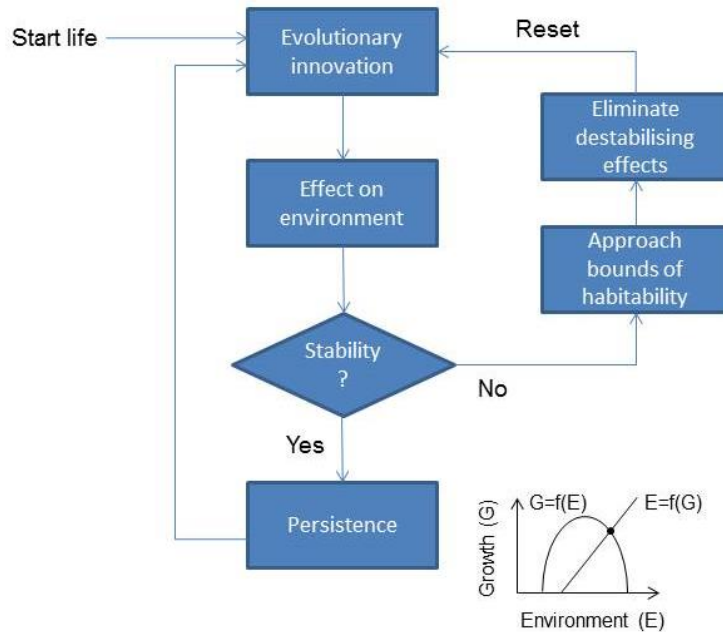 Start life
Evolutionary
innovation
Reset
Eliminate
destabilising
effects
Effect on
environment
Approach
bounds of
habitability
Stability
?
No
Yes
Persistence
G=f(E)
E=f(G)
Growth (G)
Environment (E)